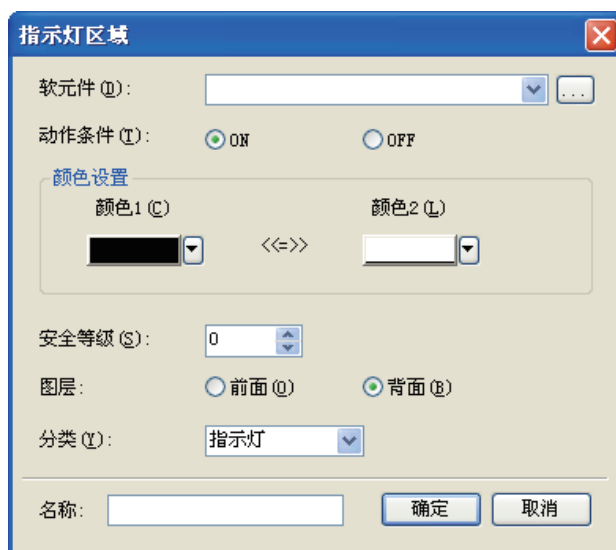 指示灯区域
软元件(D):
...
动作条件(T): ON OFF
颜色设置
颜色1(C) 颜色2(L)
<<=>>
安全等级(S): 0
图层: 前面(O) 背面(B)
分类(Y): 指示灯
名称: 确定 取消